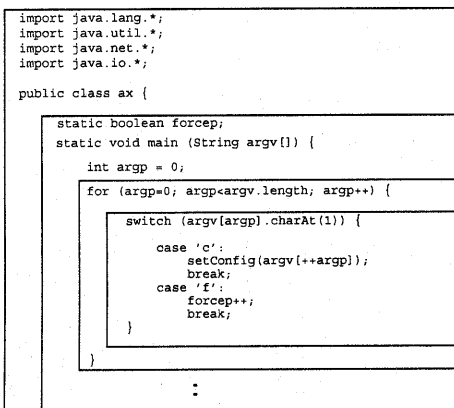 import java.lang.*;
import java.util.*;
import java.net.*;
import java.io.*;
public class ax {
static boolean forcep;
static void main (String argv[]) {
int argp = 0;
for (argp=0; argp<argv.length; argp++) {
switch (argv[argp].charAt(1)) {
case 'c':
setConfig(argv[++argp]);
break;
case 'f':
forcep++;
break;
}
}
: